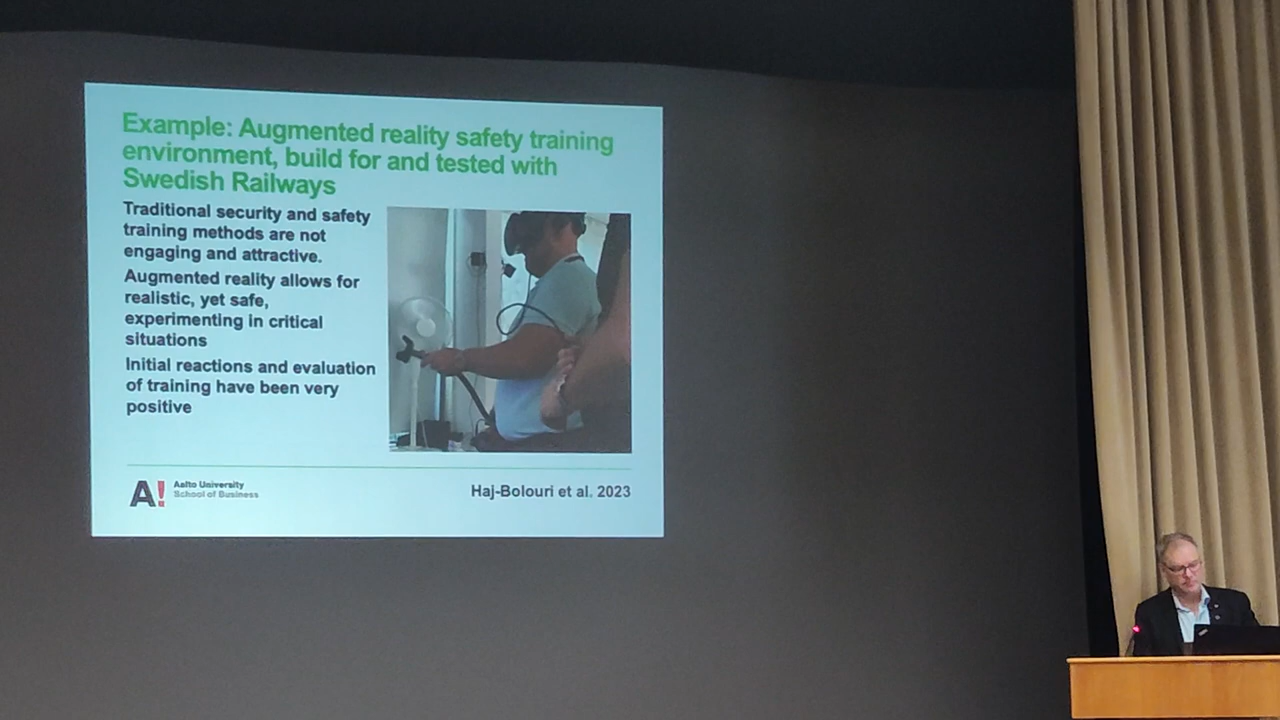 Example: Augmented reality safety training
environment, build for and tested with
Swedish Railways
Traditional security and safety
training methods are not
engaging and attractive.
Augmented reality allows for
realistic, yet safe,
experimenting in critical
situations
Initial reactions and evaluation
of training have been very
positive
A!
Aalto University
School of Business
Haj-Bolouri et al. 2023